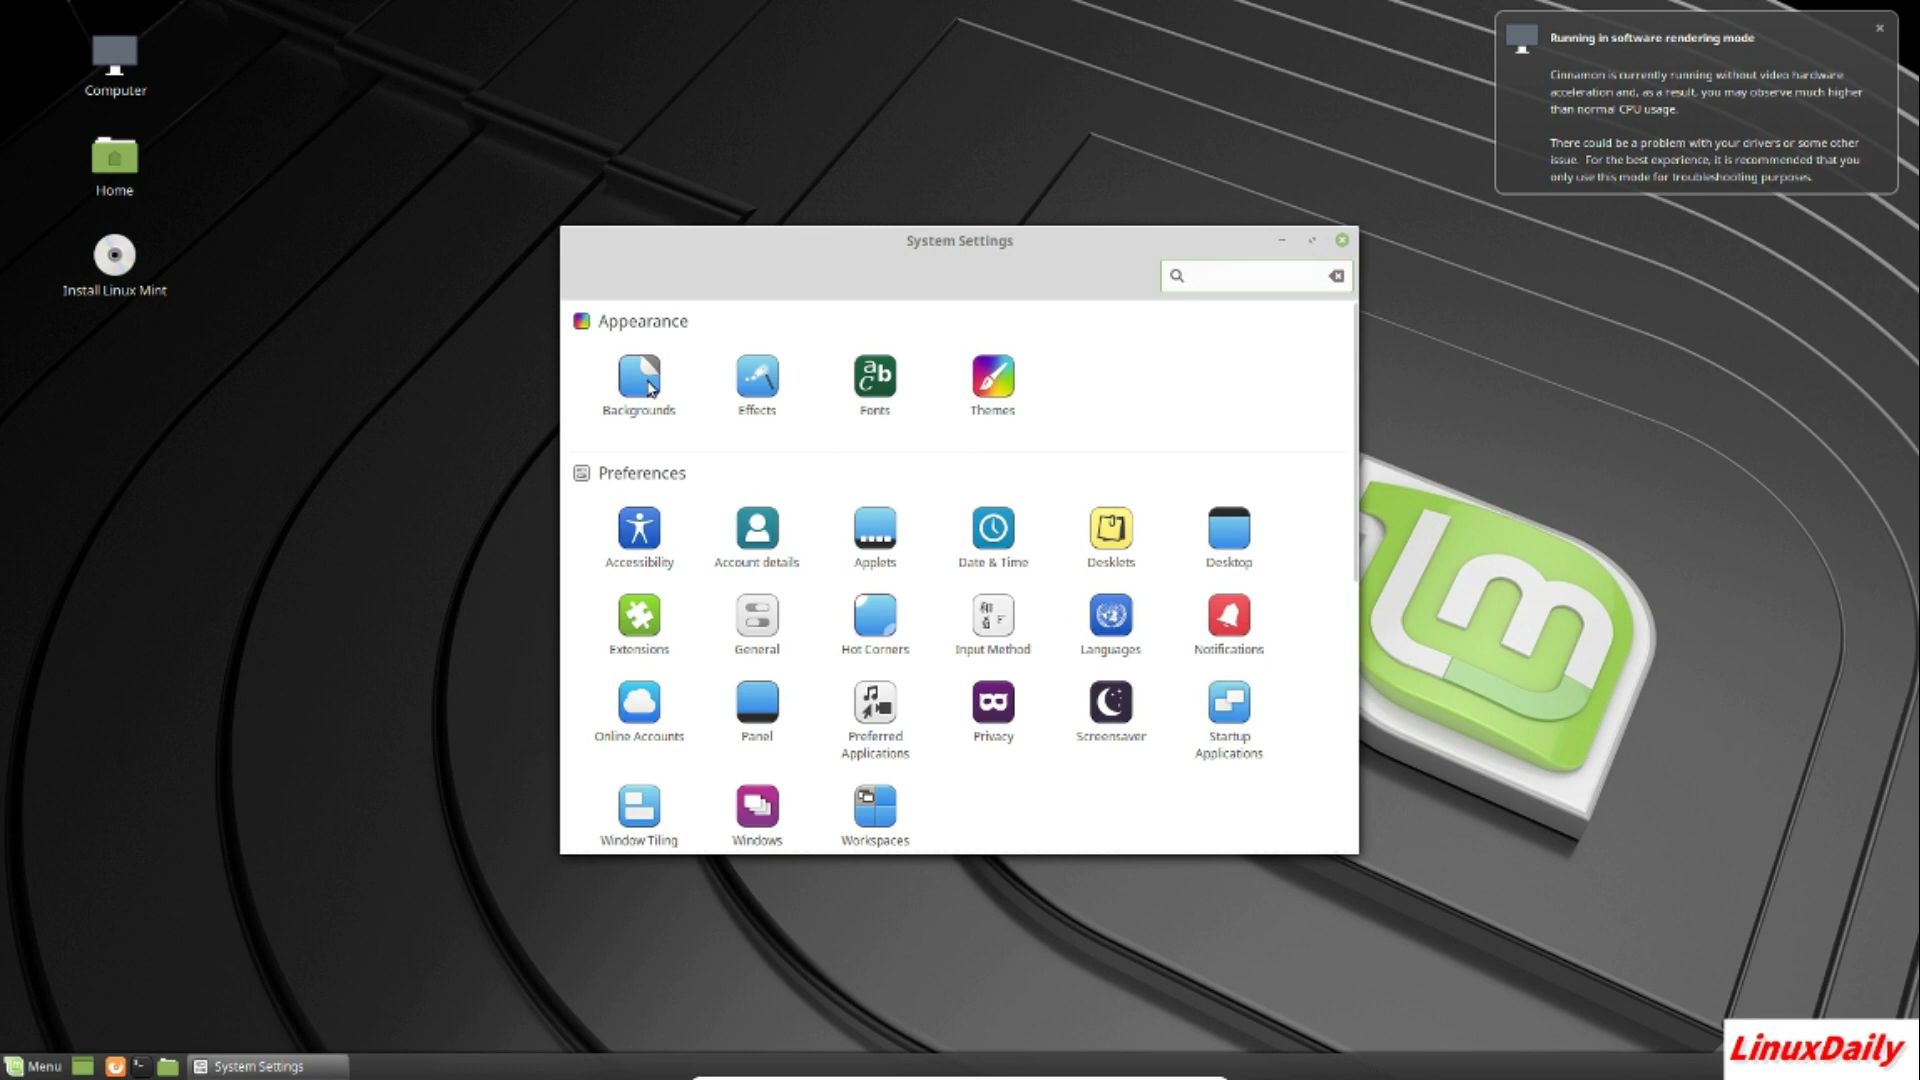 Computer
Home
Install Linux Mint
Running in software rendering mode
Cinnamon is currently running without video hardware
acceleration and, as a result, you may observe much higher
than normal CPU usage.
There could be a problem with your drivers or some other
issue. For the best experience, it is recommended that you
only use this mode for troubleshooting purposes.
System Settings
Appearance
Backgrounds
Effects
Fonts
Themes
Preferences
Accessibility
Account details
Applets
Date & Time
Desklets
Desktop
Extensions
General
Hot Corners
Input Method
Languages
Notifications
Online Accounts
Panel
Preferred
Applications
Privacy
Screensaver
Startup
Applications
Window Tiling
Windows
Workspaces
Menu
System Settings
LinuxDaily